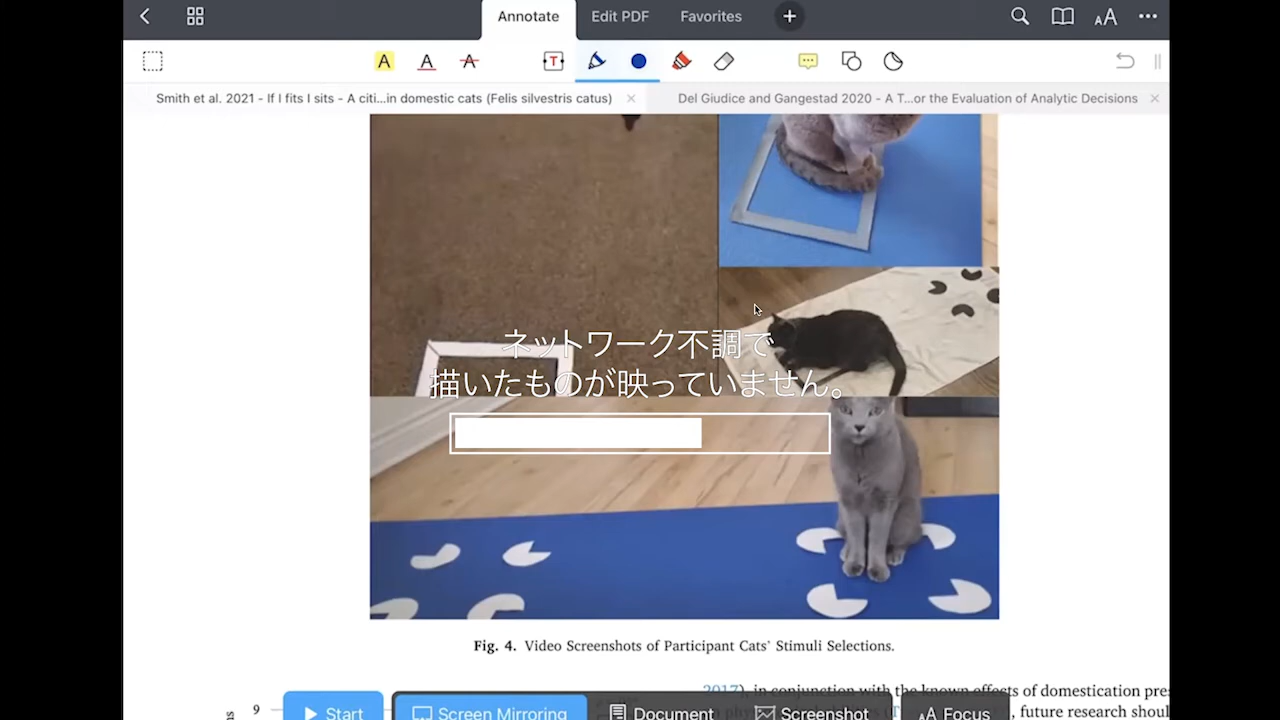 Annotate Edit PDF Favorites
Smith et al. 2021 - If I fits I sits - A citi...in domestic cats (Felis silvestris catus)
Del Giudice and Gangestad 2020 - A T...or the Evaluation of Analytic Decisions
ネットワーク不調で
描いたものが映っていません。
Fig. 4. Video Screenshots of Participant Cats' Stimuli Selections.
2017), in conjunction with the known effects of domestication pres
9
, future research shoul
Start Screen Mirroring Document Screenshot Focus